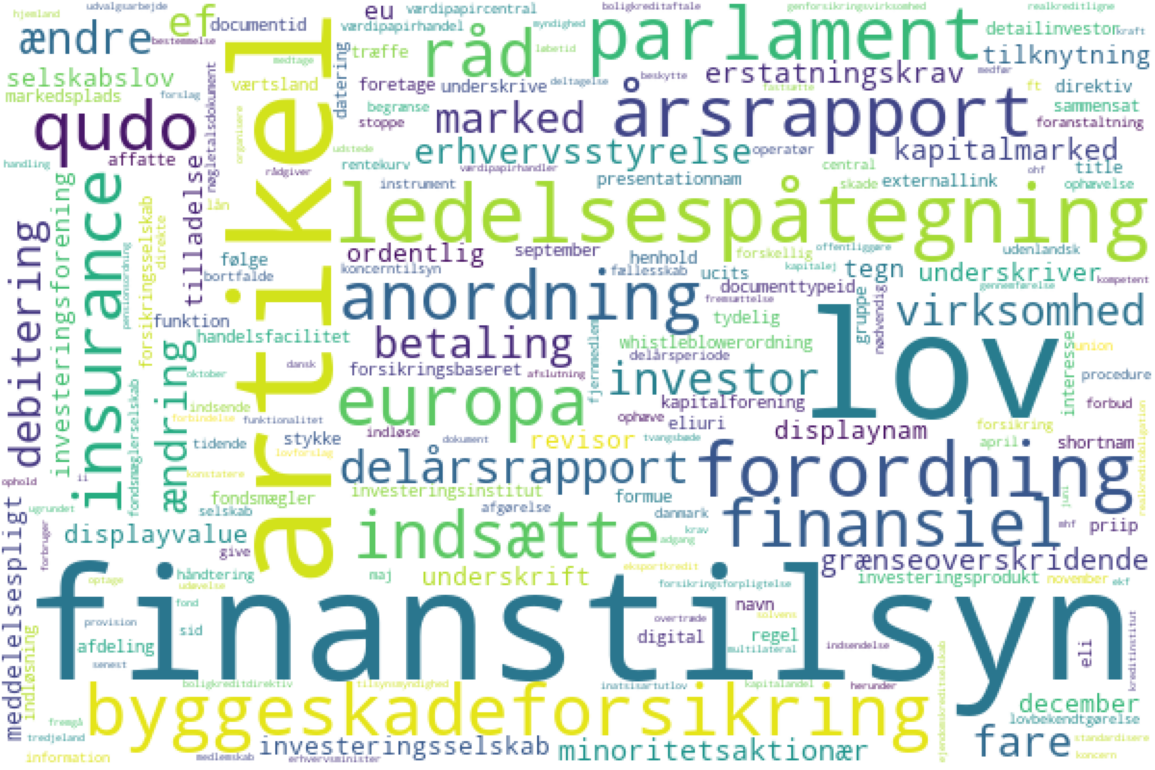 hjemland
udvalgsarbejde
ef
documentid
eu
værdipapircentral
boligkreditaftale
genforsikringsvirksomhed
realkreditligne
ændre
bestemmelse
værdipapirhandel
myndighed
råd
parlament
detailinvestor
kraft
tilknytning
selskabslov
markedsplads
forslag
medtage
værtsland
datering
træffe
løbetid
foretage
underskrive
deltagelse
beskytte
erstatningskrav
fastsætte
medfør
ft
direktiv
sammensat
foranstaltning
qudo
nøgletalsdokument
organisere
artikel
begrænse
stoppe
marked
årsrapport
udstede
erhvervsstyrelse
operatør
kapitalmarked
handling
affatte
rådgiver
rentekurv
værdipapirhandler
central
title
ohf
insurance
investeringsforening
forsikringsselskab
tilladelse
lån
instrument
presentationnam
skade
externallink
ophævelse
direkte
pensionsordning
ledelsespåtegning
debitering
følge
bortfalde
ordentlig
september
koncerntilsyn
henhold
fællesskab
forskellig
ucits
kapitalej
offentliggøre
udenlandsk
tegn
underskriver
kompetent
gennemførelse
documenttypeid
fremsættelse
anordning
gruppe
nødvendig
virksomhed
funktion
handelsfacilitet
tydelig
betaling
fjernmedlem
whistleblowerordning
delårsperiode
lov
interesse
union
dansk
forsikringsbaseret
afslutning
ændring
oktober
investor
procedure
fondsmæglerselskab
indsende
europa
kapitalforening
forbud
forbindelse
funktionalitet
ophæve
eliuri
forsikring
realkreditobligation
tidende
stykke
indløse
dokument
revisor
tvangsbøde
displaynam
april
shortnam
lovforslag
konstatere
delårsrapport
forordning
ophold
ii
fondsmægler
investeringsinstitut
formue
juni
ugrundet
selskab
afgørelse
danmark
finansiel
mhf
priip
meddelelsespligt
displayvalue
indsætte
krav
adgang
forbruger
give
eksportkredit
grænseoverskridende
optage
håndtering
udøvelse
maj
underskrift
forsikringsforpligtelse
investeringsprodukt
november
ekf
finanstilsyn
provision
fond
navn
solvens
afdeling
sid
overtræde
digital
regel
multilateral
indsendelse
eli
kreditinstitut
senest
indløsning
boligkreditdirektiv
tilsynsmyndighed
inatsisartutlov
kapitalandel
herunder
ejendomskreditselskab
byggeskadeforsikring
december
fremgå
lovbekendtgørelse
tredjeland
fare
standardisere
information
medlemskab
investeringsselskab
erhvervsminister
minoritetsaktionær
koncern